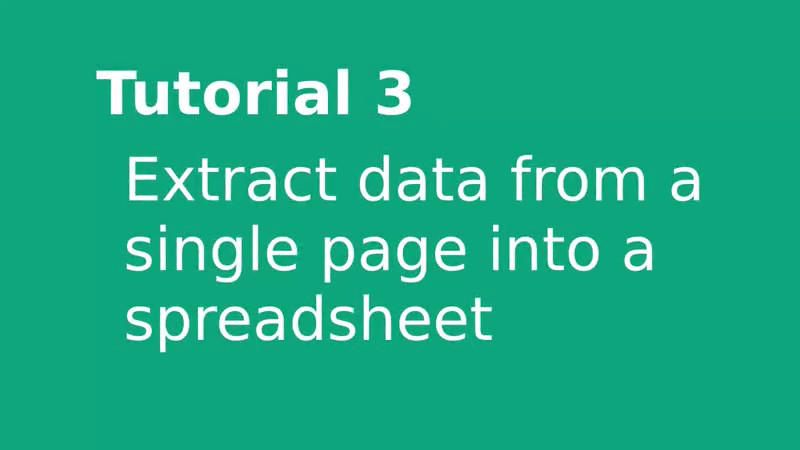 Tutorial 3
Extract data from a
single page into a
spreadsheet